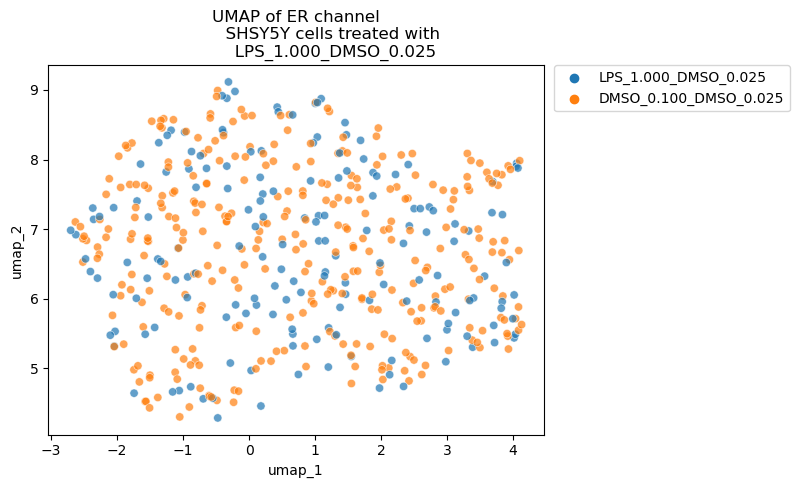 UMAP of ER channel
SHSY5Y cells treated with
LPS_1.000_DMSO_0.025
LPS_1.000_DMSO_0.025
DMSO_0.100_DMSO_0.025
umap_2
9
8
7
6
5
−3 −2 −1 0 1 2 3 4
umap_1